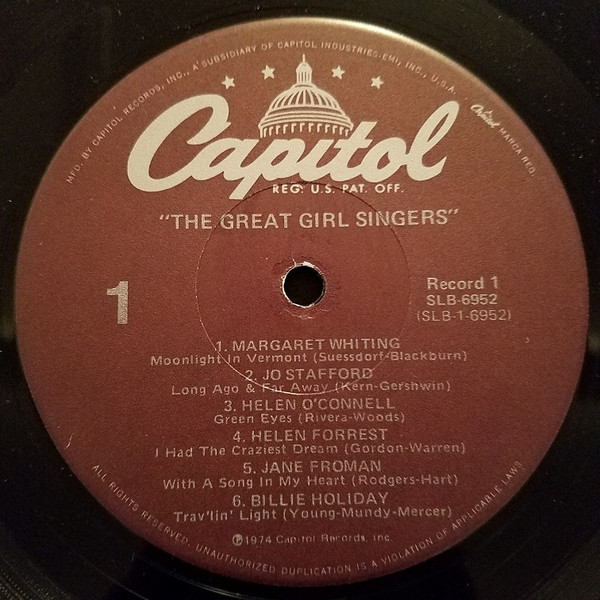 MFD. BY CAPITOL RECORDS, INC., A SUBSIDIARY OF CAPITOL INDUSTRIES-EMI, INC., U.S.A.
Capitol MARCA REG.
Capitol
REG. U.S. PAT. OFF.
"THE GREAT GIRL SINGERS"
1
Record 1
SLB-6952
(SLB-1-6952)
1. MARGARET WHITING
Moonlight In Vermont (Suessdorf-Blackburn)
2. JO STAFFORD
Long Ago & Far Away (Kern-Gershwin)
3. HELEN O'CONNELL
Green Eyes (Rivera-Woods)
4. HELEN FORREST
I Had The Craziest Dream (Gordon-Warren)
5. JANE FROMAN
With A Song In My Heart (Rodgers-Hart)
6. BILLIE HOLIDAY
Trav'lin' Light (Young-Mundy-Mercer)
℗1974 Capitol Records, Inc.
ALL RIGHTS RESERVED. UNAUTHORIZED DUPLICATION IS A VIOLATION OF APPLICABLE LAWS